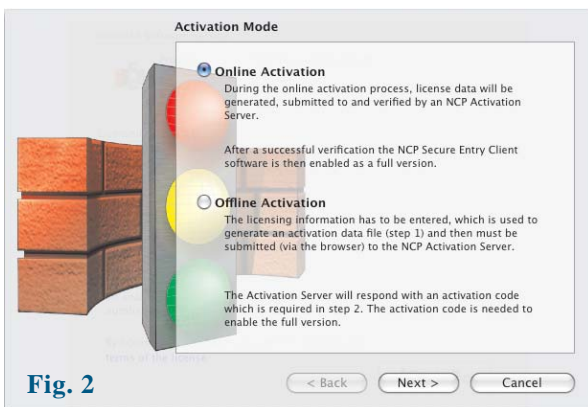 Activation Mode
Online Activation
During the online activation process, license data will be
generated, submitted to and verified by an NCP Activation
Server.
After a successful verification the NCP Secure Entry Client
software is then enabled as a full version.
Offline Activation
The licensing information has to be entered, which is used to
generate an activation data file (step 1) and then must be
submitted (via the browser) to the NCP Activation Server.
The Activation Server will respond with an activation code
which is required in step 2. The activation code is needed to
enable the full version.
Fig. 2
< Back
Next >
Cancel